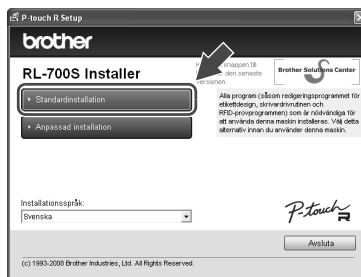 P-touch R Setup
brother
RL-700S Installer
knappen till
den senaste
versionen.
Brother Solutions Center
Standardinstallation
Anpassad installation
Alla program (såsom redigeringsprogrammet för
etikettdesign, skrivardrivrutinen och
RFID-provprogrammen) som är nödvändiga för
att använda denna maskin installeras. Välj detta
alternativ innan du använder denna maskin.
Installationsspråk:
Svenska
P-touch R
Avsluta
(c) 1993-2008 Brother Industries, Ltd. All Rights Reserved.